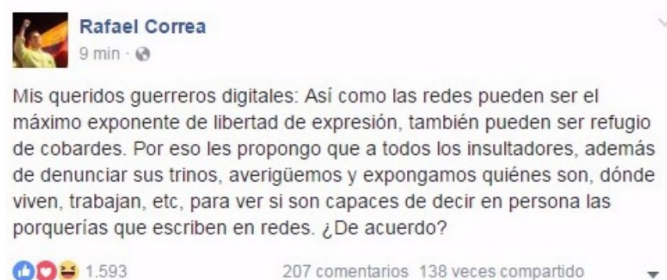 Rafael Correa
9 min ·
Mis queridos guerreros digitales: Así como las redes pueden ser el
máximo exponente de libertad de expresión, también pueden ser refugio
de cobardes. Por eso les propongo que a todos los insultadores, además
de denunciar sus trinos, averigüemos y expongamos quiénes son, dónde
viven, trabajan, etc, para ver si son capaces de decir en persona las
porquerías que escriben en redes. ¿De acuerdo?
1.593 207 comentarios 138 veces compartido